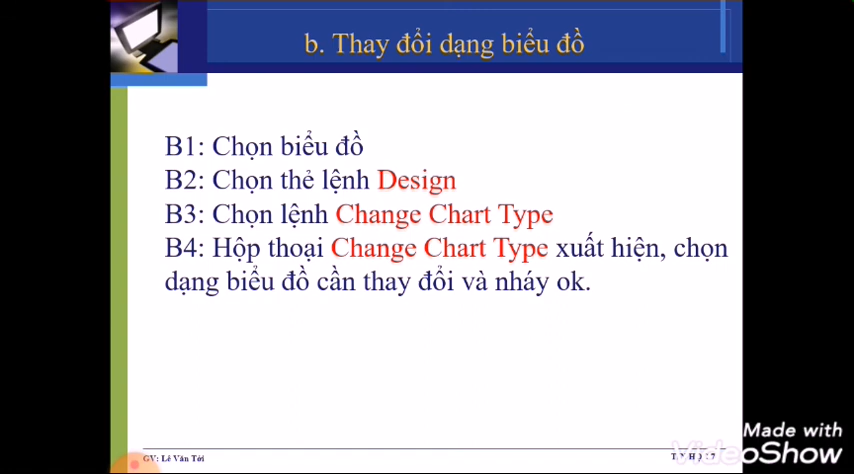 b. Thay đổi dạng biểu đồ
B1: Chọn biểu đồ
B2: Chọn thẻ lệnh Design
B3: Chọn lệnh Change Chart Type
B4: Hộp thoại Change Chart Type xuất hiện, chọn
dạng biểu đồ cần thay đổi và nháy ok.
GV: Lê Văn Tới
Made with
VideoShow